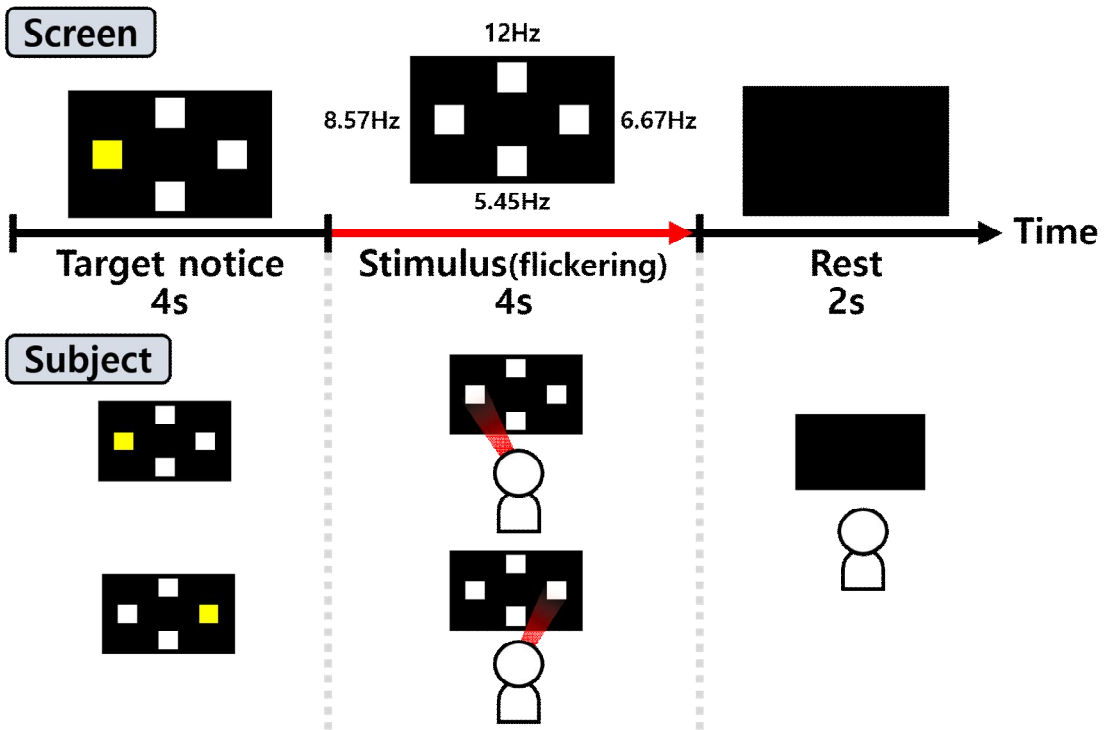 Screen
12Hz
8.57Hz
6.67Hz
5.45Hz
Time
Target notice
4s
Stimulus(flickering)
4s
Rest
2s
Subject